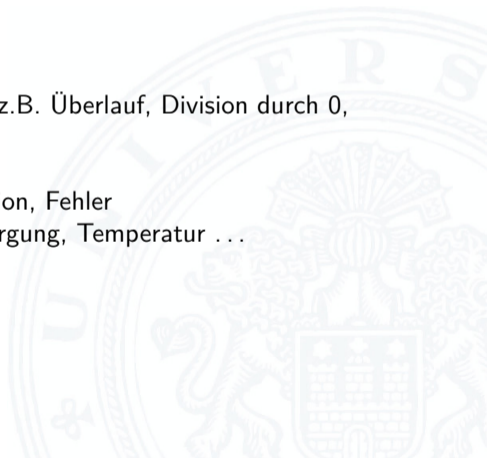 z.B. Überlauf, Division durch 0,
on, Fehler
rgung, Temperatur ...
U N I V E R S